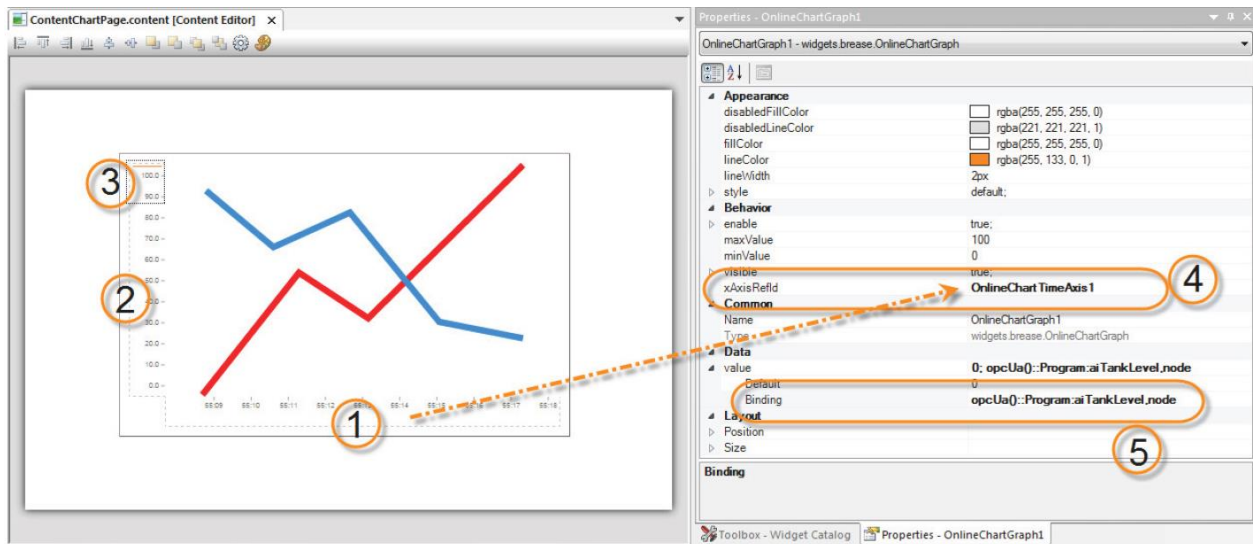 ContentChartPage.content [Content Editor] x
3
100.0
90.0
80.0
70.0
60.0
50.0
2
40.0
30.0
20.0
10.0
0.0
55:09 55:10 55:11 55:12 55:13 55:14 55:15 55:16 55:17 55:18
1
Properties - OnlineChartGraph1
OnlineChartGraph1 - widgets.brease.OnlineChartGraph
Appearance
disabledFillColor rgba(255, 255, 255, 0)
disabledLineColor rgba(221, 221, 221, 1)
fillColor rgba(255, 255, 255, 0)
lineColor rgba(255, 133, 0, 1)
lineWidth 2px
style default;
Behavior
enable true;
maxValue 100
minValue 0
visible true;
xAxisRefId OnlineChartTimeAxis1
4
Common
Name OnlineChartGraph1
Type widgets.brease.OnlineChartGraph
Data
value 0; opcUa()::Program:aiTankLevel,node
Default 0
Binding opcUa()::Program:aiTankLevel,node
Layout
Position
Size
5
Binding
Toolbox - Widget Catalog Properties - OnlineChartGraph1